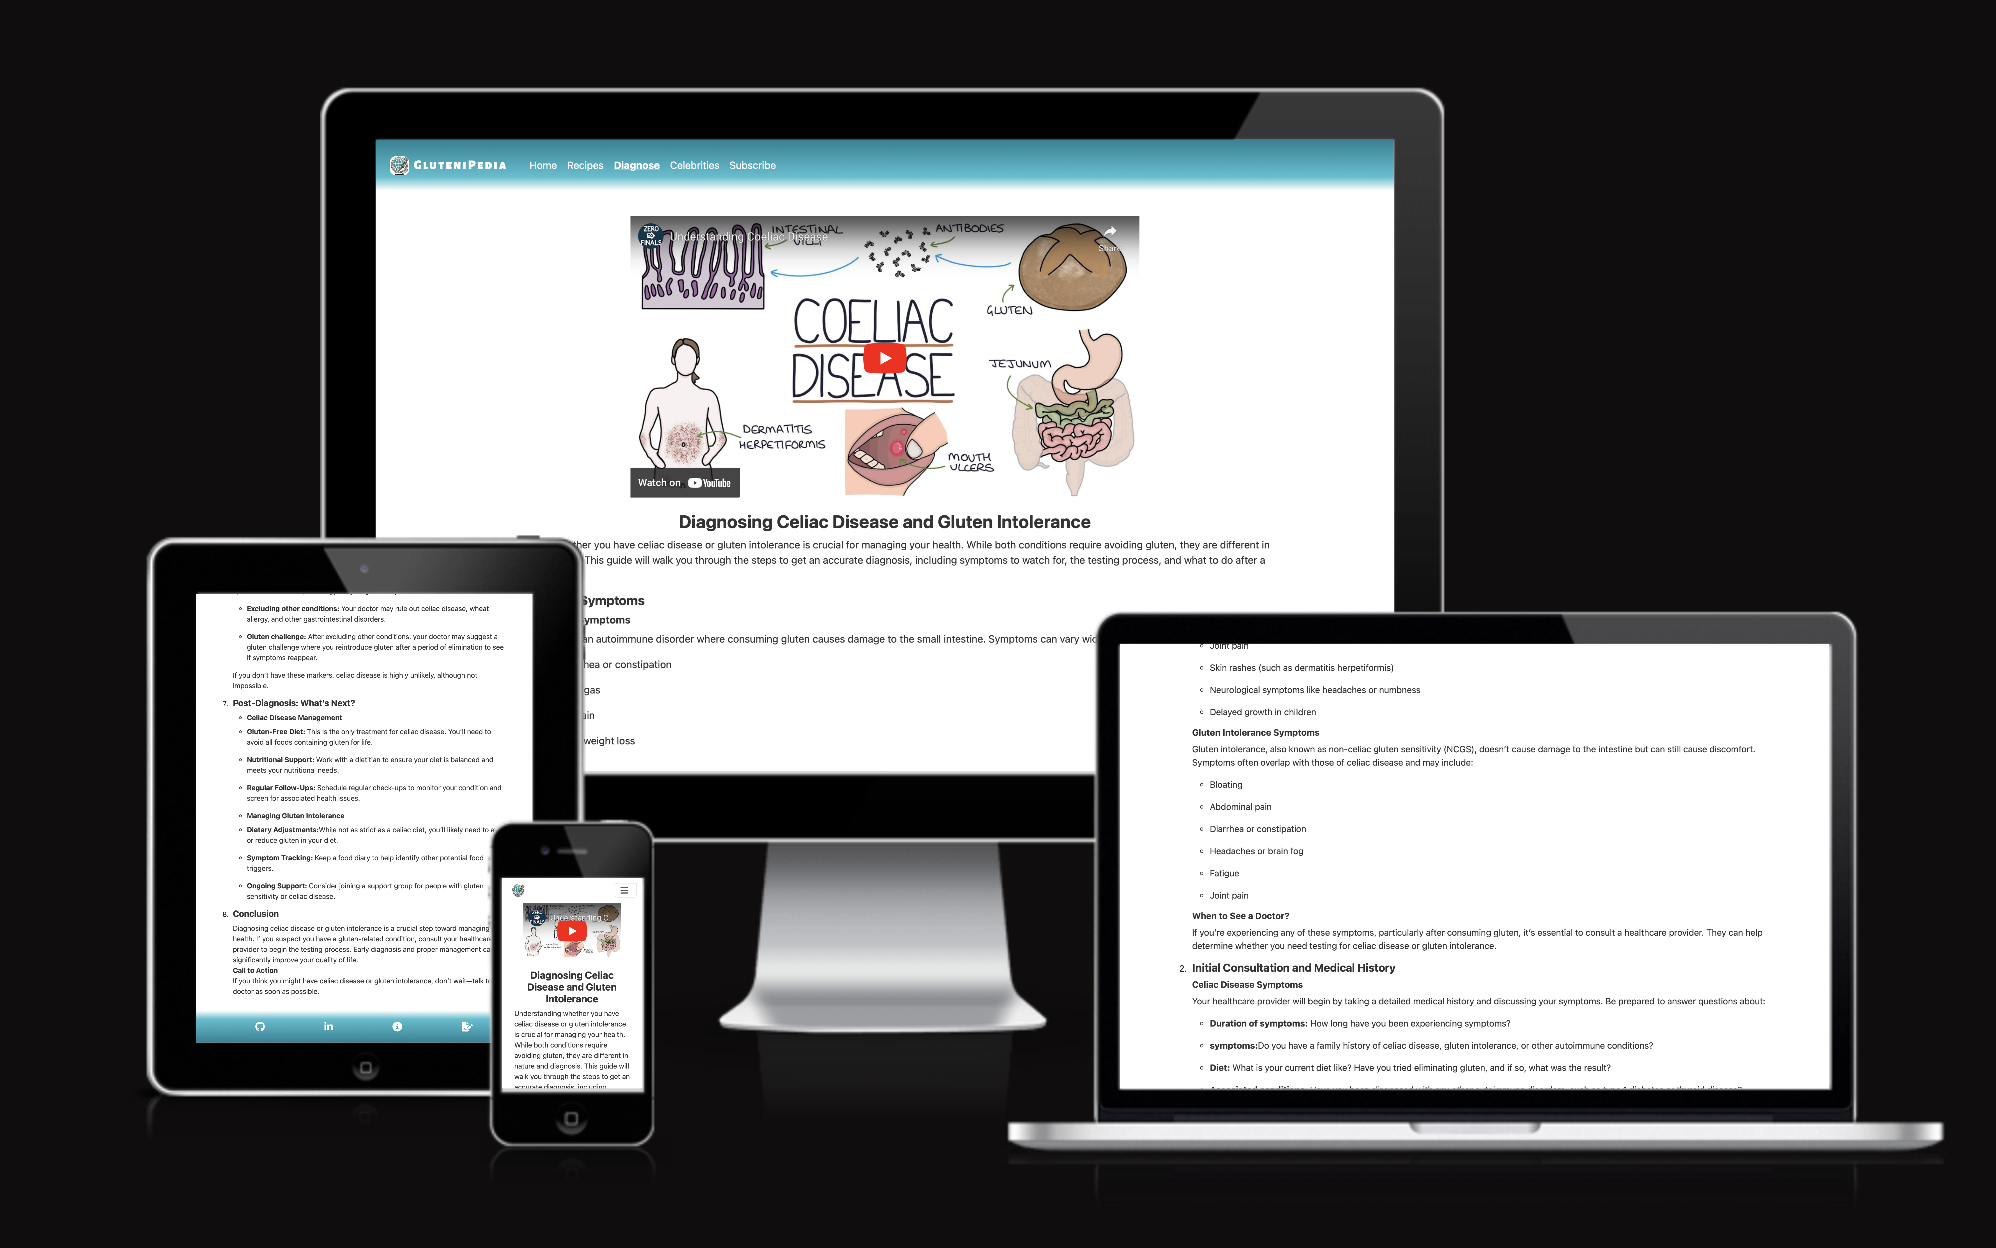 GLUTENIPEDIA Home Recipes Diagnose Celebrities Subscribe
ZERO TO FINALS
Understanding Coeliac Disease
Share
INTESTINAL
VILLI
ANTIBODIES
GLUTEN
COELIAC
DISEASE
JEJUNUM
DERMATITIS
HERPETIFORMIS
MOUTH
ULCERS
Watch on YouTube
Diagnosing Celiac Disease and Gluten Intolerance
ther you have celiac disease or gluten intolerance is crucial for managing your health. While both conditions require avoiding gluten, they are different in
This guide will walk you through the steps to get an accurate diagnosis, including symptoms to watch for, the testing process, and what to do after a
Symptoms
ymptoms
an autoimmune disorder where consuming gluten causes damage to the small intestine. Symptoms can vary
hea or constipation
gas
ain
weight loss
Excluding other conditions: Your doctor may rule out celiac disease, wheat
allergy, and other gastrointestinal disorders.
Gluten challenge: After excluding other conditions, your doctor may suggest a
gluten challenge where you reintroduce gluten after a period of elimination to see
if symptoms reappear.
If you don't have these markers, celiac disease is highly unlikely, although not
impossible.
7. Post-Diagnosis: What's Next?
Celiac Disease Management
Gluten-Free Diet: This is the only treatment for celiac disease. You'll need to
avoid all foods containing gluten for life.
Nutritional Support: Work with a dietitian to ensure your diet is balanced and
meets your nutritional needs.
Regular Follow-Ups: Schedule regular check-ups to monitor your condition and
screen for associated health issues.
Managing Gluten Intolerance
Dietary Adjustments:While not as strict as a celiac diet, you'll likely need to
or reduce gluten in your diet.
Symptom Tracking: Keep a food diary to help identify other potential food
triggers.
Ongoing Support: Consider joining a support group for people with gluten
sensitivity or celiac disease.
8. Conclusion
Diagnosing celiac disease or gluten intolerance is a crucial step toward managing
health. If you suspect you have a gluten-related condition, consult your healthcare
provider to begin the testing process. Early diagnosis and proper management ca
significantly improve your quality of life.
Call to Action
If you think you might have celiac disease or gluten intolerance, don't wait—talk to
doctor as soon as possible.
Understanding C...
Diagnosing Celiac
Disease and Gluten
Intolerance
Understanding whether you have
celiac disease or gluten intolerance
is crucial for managing your health.
While both conditions require
avoiding gluten, they are different in
nature and diagnosis. This guide will
walk you through the steps to get an
accurate diagnosis, including
Joint pain
Skin rashes (such as dermatitis herpetiformis)
Neurological symptoms like headaches or numbness
Delayed growth in children
Gluten Intolerance Symptoms
Gluten intolerance, also known as non-celiac gluten sensitivity (NCGS), doesn't cause damage to the intestine but can still cause discomfort.
Symptoms often overlap with those of celiac disease and may include:
Bloating
Abdominal pain
Diarrhea or constipation
Headaches or brain fog
Fatigue
Joint pain
When to See a Doctor?
If you're experiencing any of these symptoms, particularly after consuming gluten, it's essential to consult a healthcare provider. They can help
determine whether you need testing for celiac disease or gluten intolerance.
2. Initial Consultation and Medical History
Celiac Disease Symptoms
Your healthcare provider will begin by taking a detailed medical history and discussing your symptoms. Be prepared to answer questions about:
Duration of symptoms: How long have you been experiencing symptoms?
symptoms:Do you have a family history of celiac disease, gluten intolerance, or other autoimmune conditions?
Diet: What is your current diet like? Have you tried eliminating gluten, and if so, what was the result?